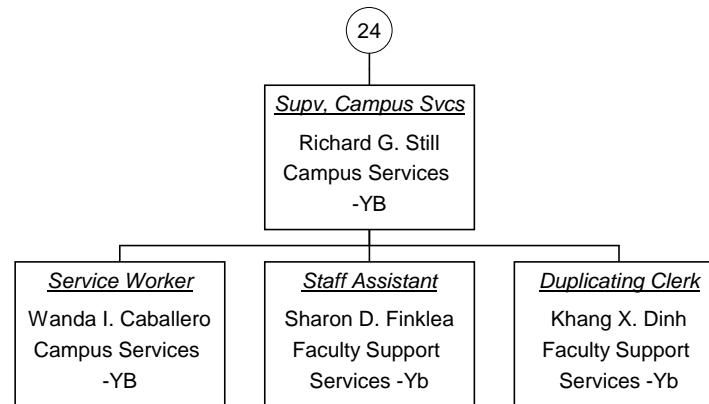 24
Supv, Campus Svcs
Richard G. Still
Campus Services
-YB
Service Worker
Wanda I. Caballero
Campus Services
-YB
Staff Assistant
Sharon D. Finklea
Faculty Support
Services -Yb
Duplicating Clerk
Khang X. Dinh
Faculty Support
Services -Yb